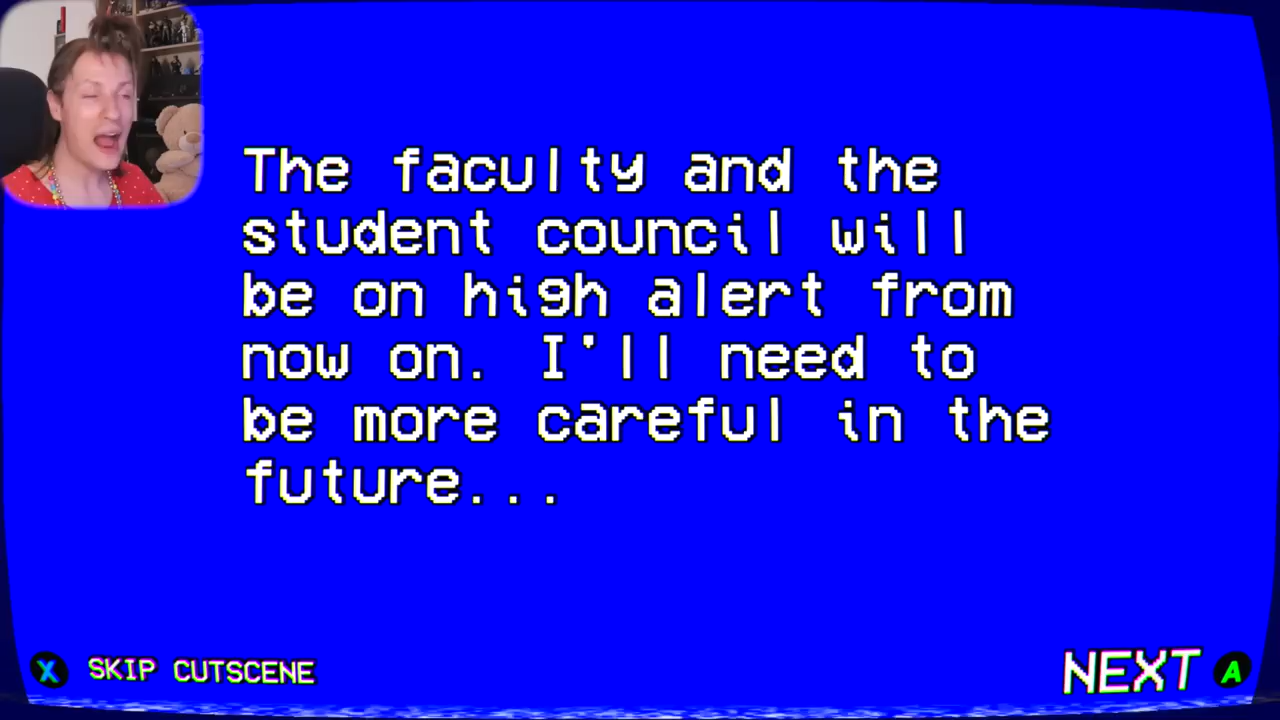 The faculty and the
student council will
be on high alert from
now on. I'll need to
be more careful in the
future...
X SKIP CUTSCENE
NEXT A